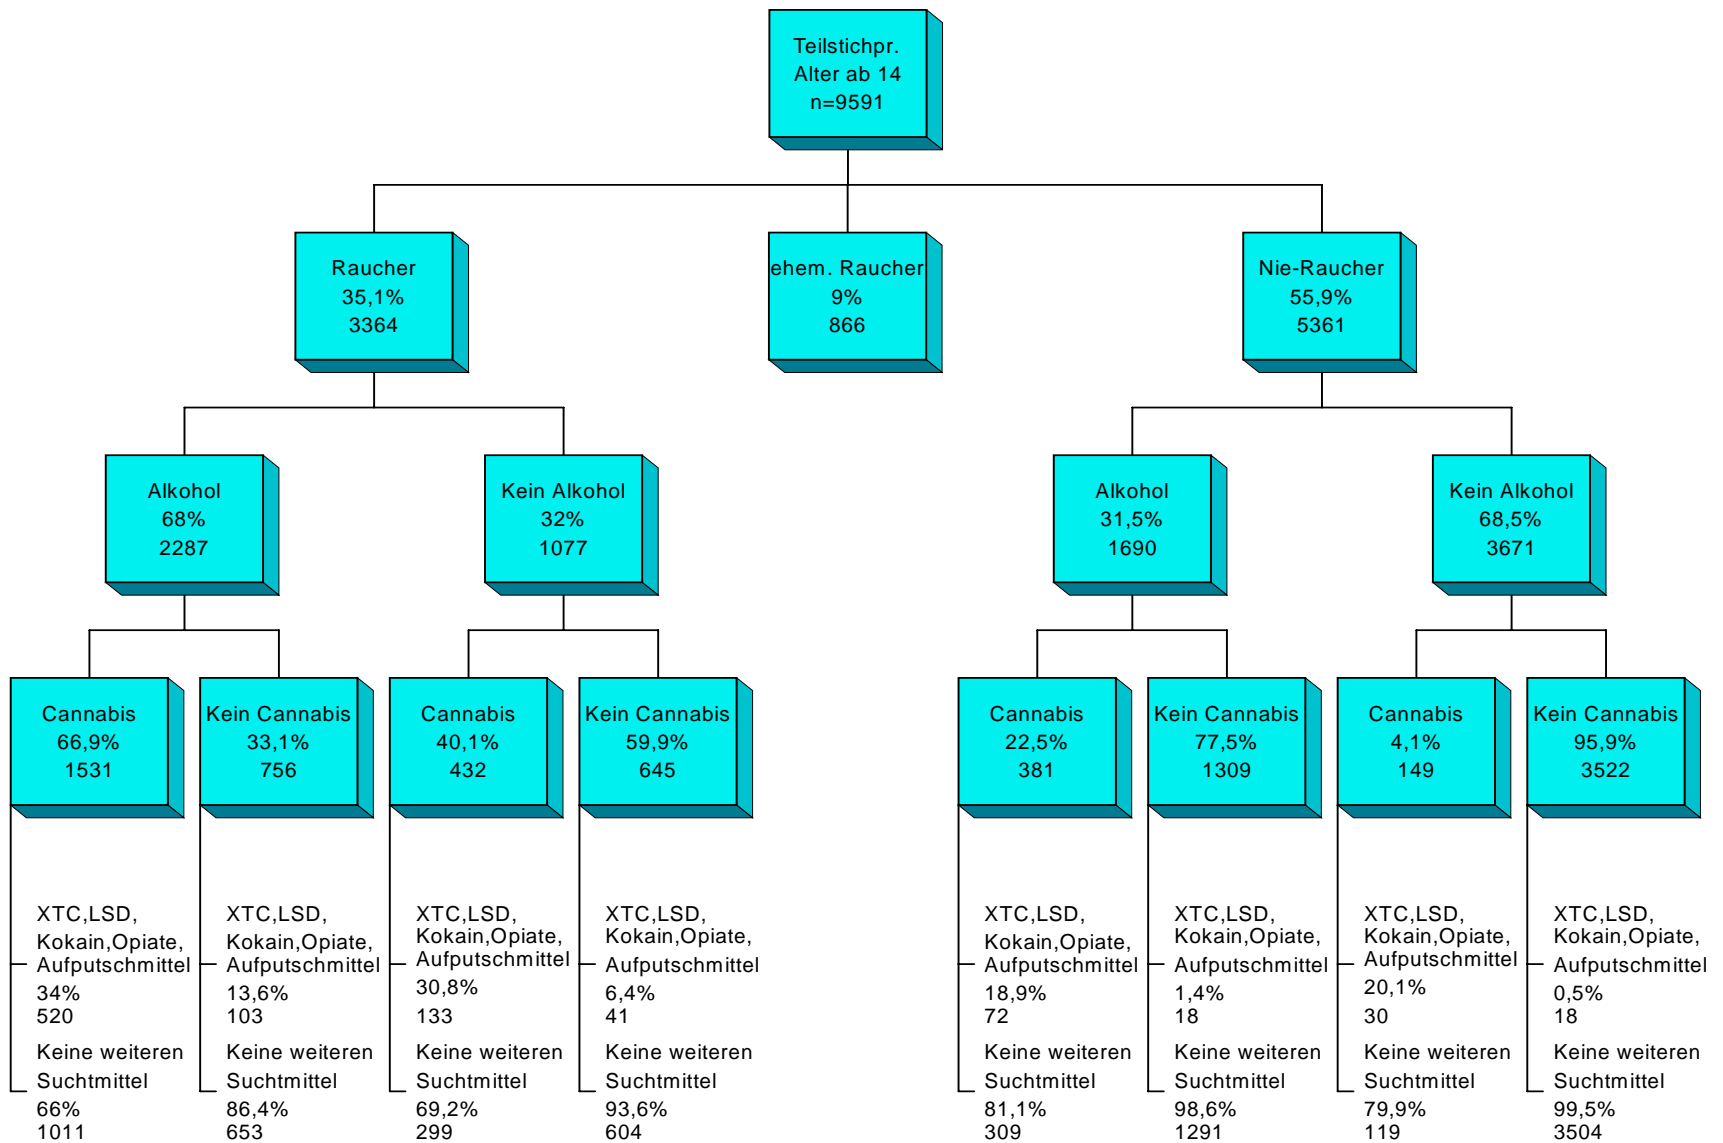 Teilstichpr.
Alter ab 14
n=9591
Raucher
35,1%
3364
ehem. Raucher
9%
866
Nie-Raucher
55,9%
5361
Alkohol
68%
2287
Kein Alkohol
32%
1077
Alkohol
31,5%
1690
Kein Alkohol
68,5%
3671
Cannabis
66,9%
1531
Kein Cannabis
33,1%
756
Cannabis
40,1%
432
Kein Cannabis
59,9%
645
Cannabis
22,5%
381
Kein Cannabis
77,5%
1309
Cannabis
4,1%
149
Kein Cannabis
95,9%
3522
XTC,LSD,
Kokain,Opiate,
Aufputschmittel
34%
520
XTC,LSD,
Kokain,Opiate,
Aufputschmittel
13,6%
103
XTC,LSD,
Kokain,Opiate,
Aufputschmittel
30,8%
133
XTC,LSD,
Kokain,Opiate,
Aufputschmittel
6,4%
41
XTC,LSD,
Kokain,Opiate,
Aufputschmittel
18,9%
72
XTC,LSD,
Kokain,Opiate,
Aufputschmittel
1,4%
18
XTC,LSD,
Kokain,Opiate,
Aufputschmittel
20,1%
30
XTC,LSD,
Kokain,Opiate,
Aufputschmittel
0,5%
18
Keine weiteren
Suchtmittel
66%
1011
Keine weiteren
Suchtmittel
86,4%
653
Keine weiteren
Suchtmittel
69,2%
299
Keine weiteren
Suchtmittel
93,6%
604
Keine weiteren
Suchtmittel
81,1%
309
Keine weiteren
Suchtmittel
98,6%
1291
Keine weiteren
Suchtmittel
79,9%
119
Keine weiteren
Suchtmittel
99,5%
3504